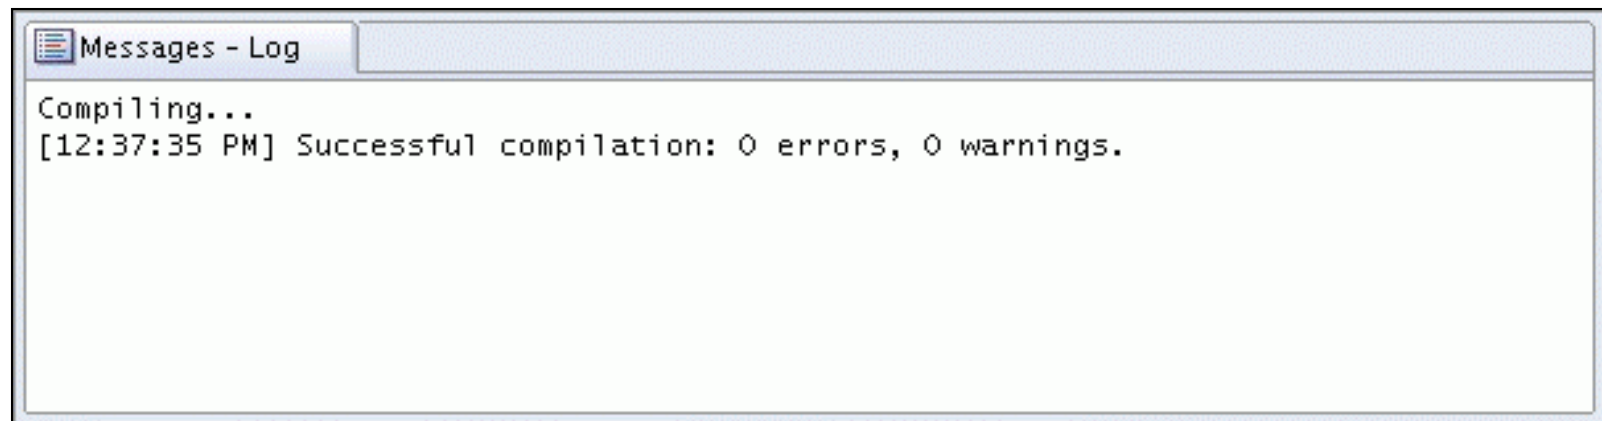 Messages - Log
Compiling...
[12:37:35 PM] Successful compilation: 0 errors, 0 warnings.